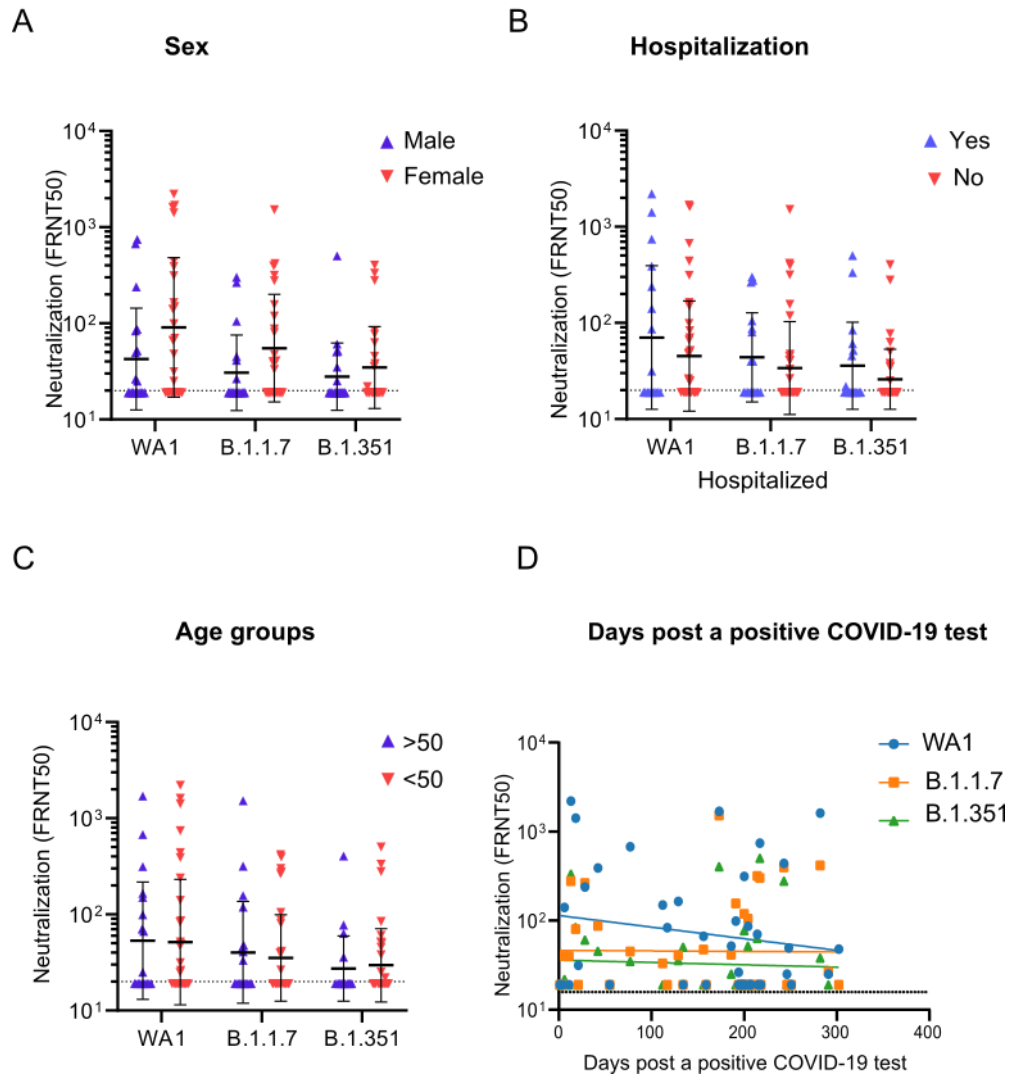 A
Sex
Neutralization (FRNT50)
10⁴
10³
10²
10¹
Male
Female
WA1
B.1.1.7
B.1.351
B
Hospitalization
Neutralization (FRNT50)
10⁴
10³
10²
10¹
Yes
No
WA1
B.1.1.7
B.1.351
Hospitalized
C
Age groups
Neutralization (FRNT50)
10⁴
10³
10²
10¹
>50
<50
WA1
B.1.1.7
B.1.351
D
Days post a positive COVID-19 test
Neutralization (FRNT50)
10⁴
10³
10²
10¹
WA1
B.1.1.7
B.1.351
0
100
200
300
400
Days post a positive COVID-19 test